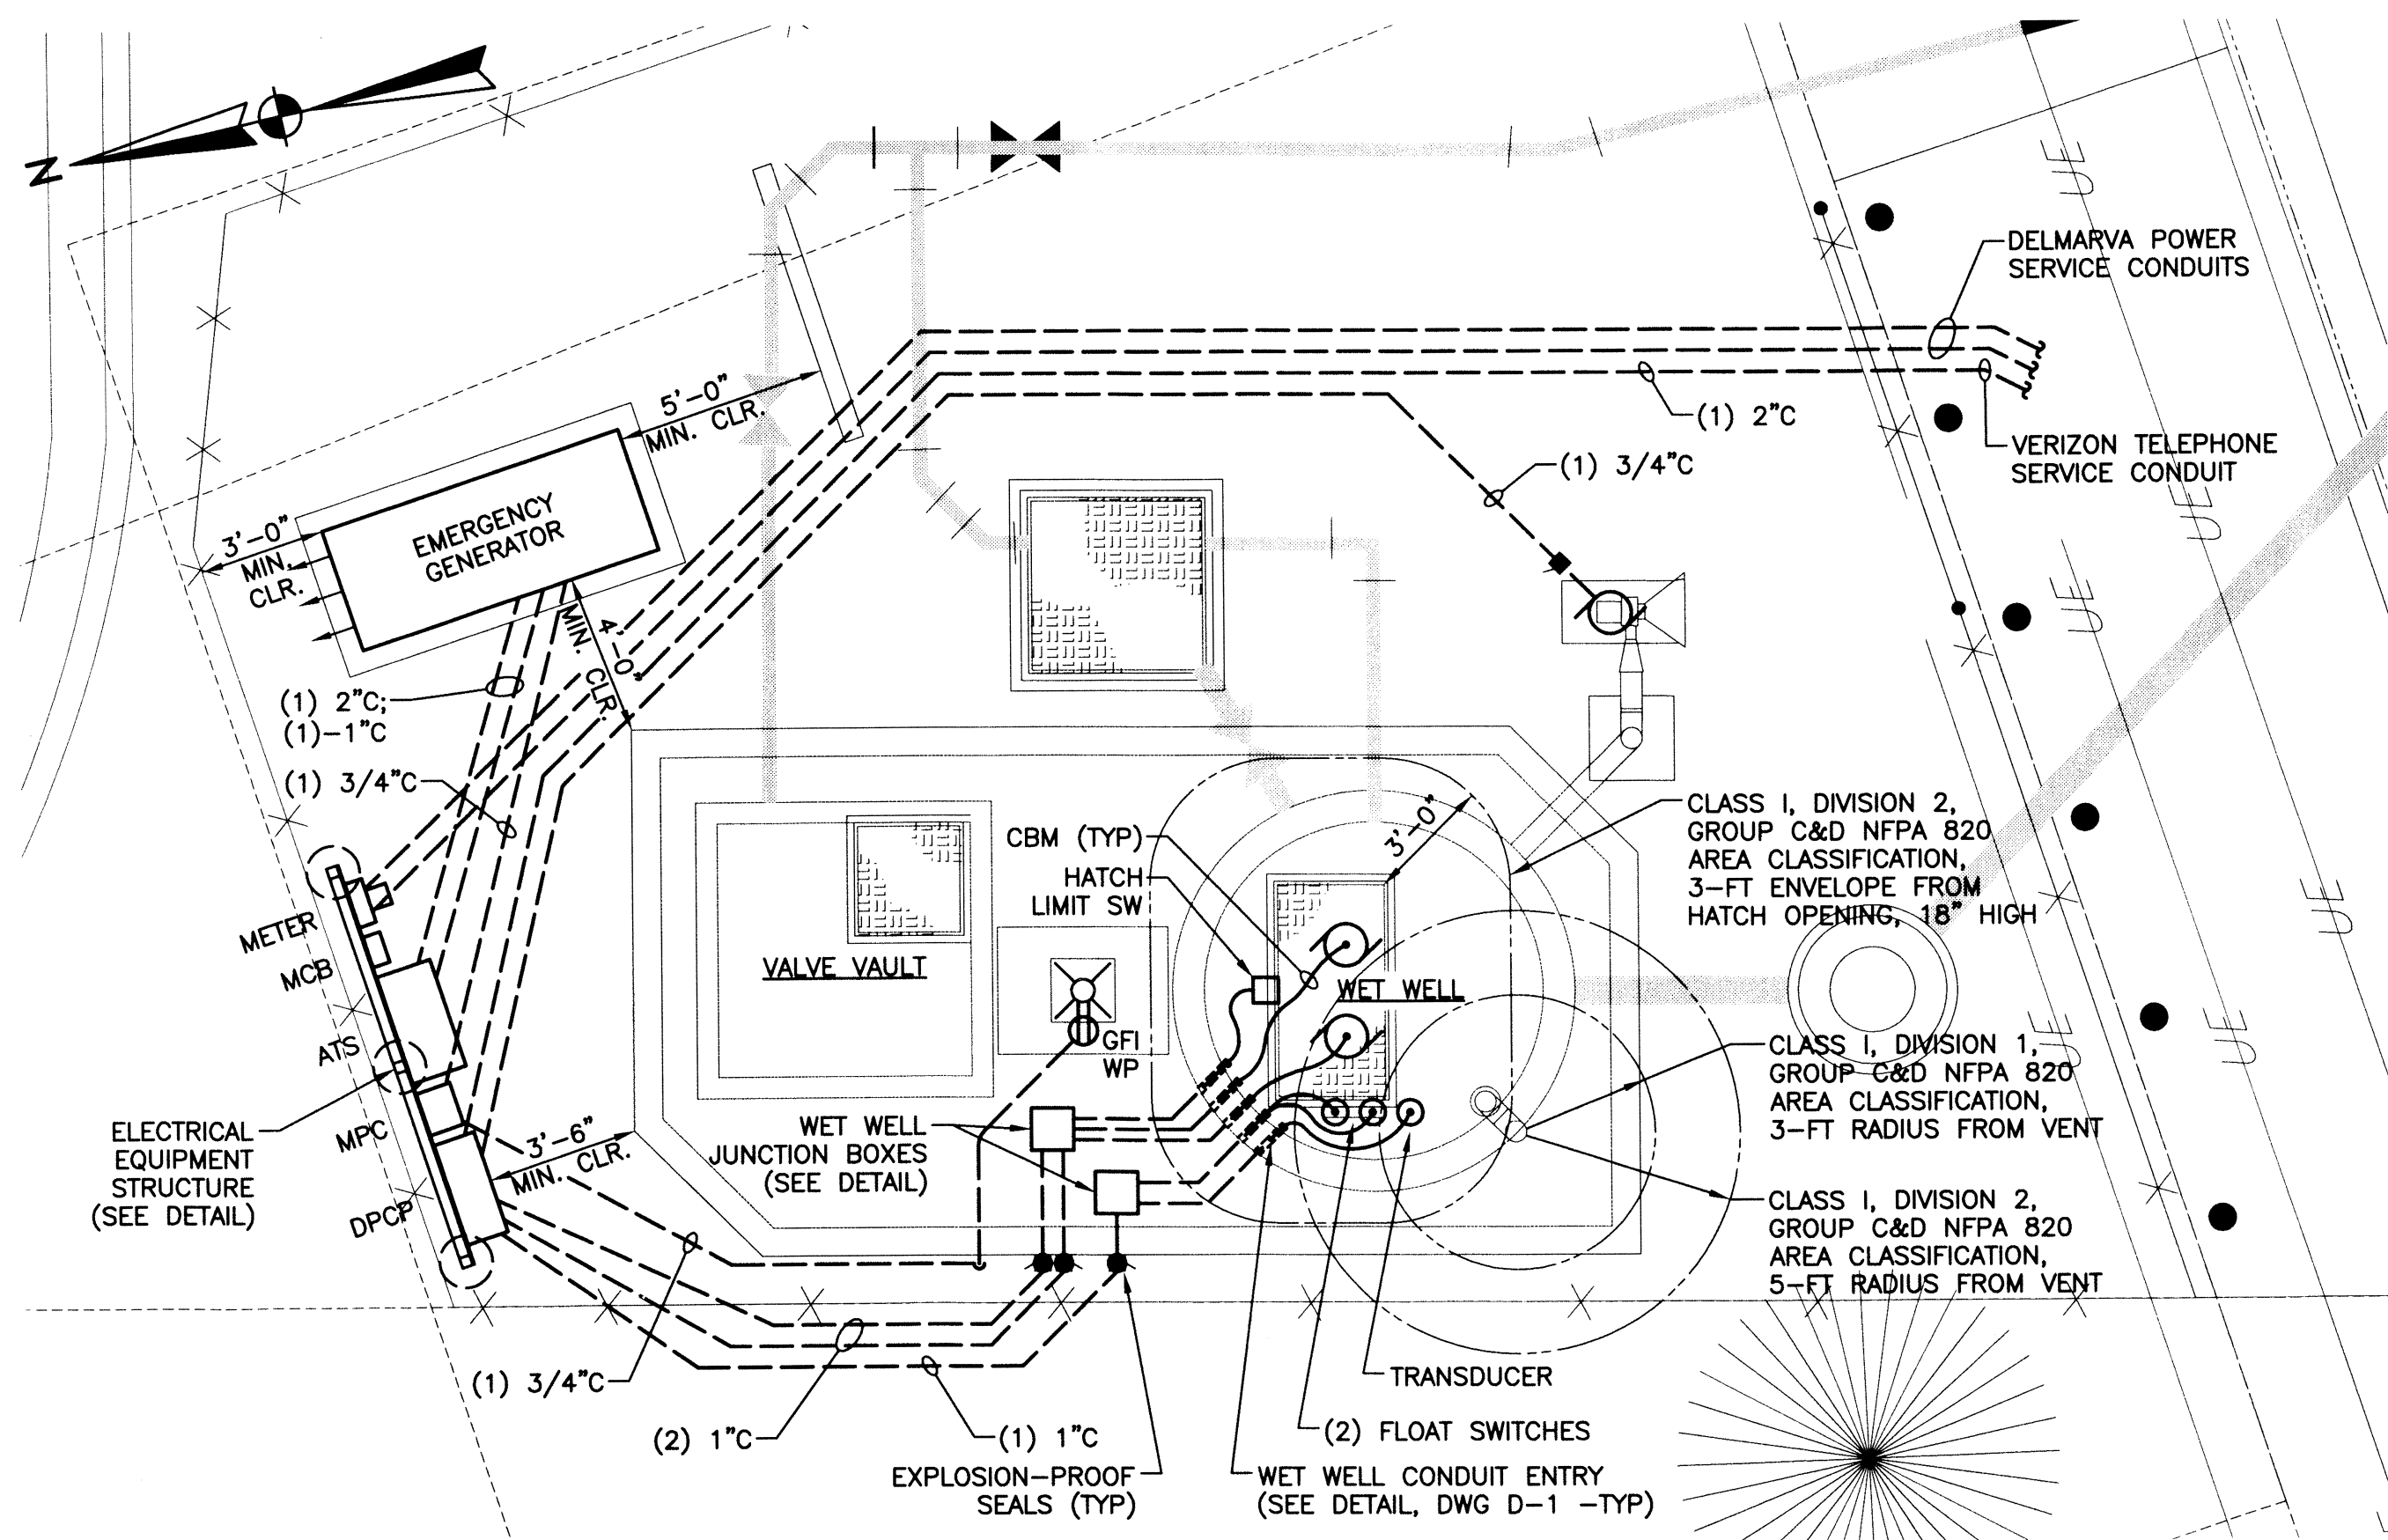 N
UE
DELMARVA POWER
SERVICE CONDUITS
5'-0"
MIN. CLR.
(1) 2"C
VERIZON TELEPHONE
SERVICE CONDUIT
(1) 3/4"C
UE
3'-0"
MIN.
CLR.
EMERGENCY
GENERATOR
UE
4'-0"
MIN. CLR.
(1) 2"C;
(1)-1"C
(1) 3/4"C
CBM (TYP)
HATCH
LIMIT SW
3'-0"
CLASS I, DIVISION 2,
GROUP C&D NFPA 820
AREA CLASSIFICATION,
3-FT ENVELOPE FROM
HATCH OPENING, 18" HIGH
UE
METER
MCB
ATS
MPC
DPCP
VALVE VAULT
WET WELL
GFI
WP
UE
UE
CLASS I, DIVISION 1,
GROUP C&D NFPA 820
AREA CLASSIFICATION,
3-FT RADIUS FROM VENT
ELECTRICAL
EQUIPMENT
STRUCTURE
(SEE DETAIL)
3'-6"
MIN. CLR.
WET WELL
JUNCTION BOXES
(SEE DETAIL)
CLASS I, DIVISION 2,
GROUP C&D NFPA 820
AREA CLASSIFICATION,
5-FT RADIUS FROM VENT
(1) 3/4"C
(2) 1"C
(1) 1"C
EXPLOSION-PROOF
SEALS (TYP)
TRANSDUCER
(2) FLOAT SWITCHES
WET WELL CONDUIT ENTRY
(SEE DETAIL, DWG D-1 -TYP)